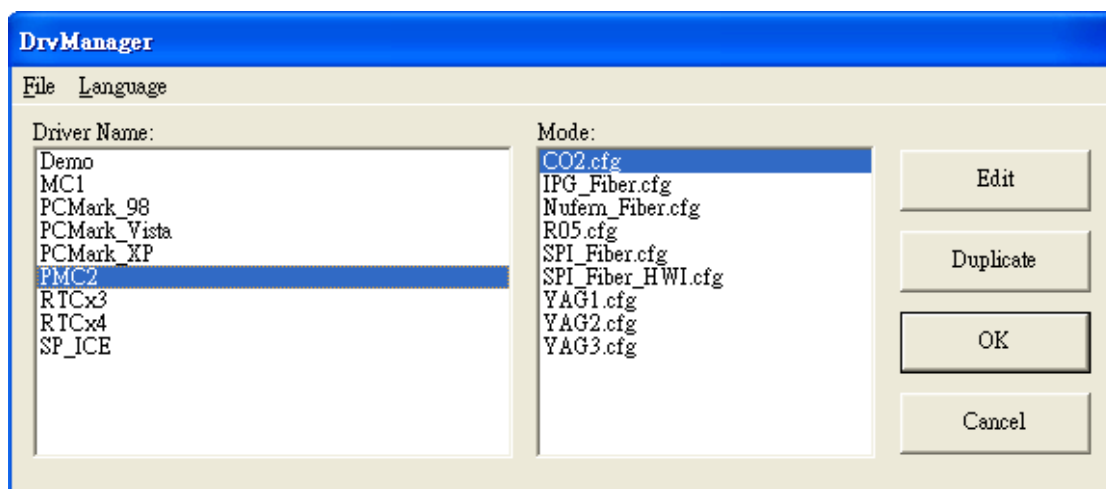 DrvManager
File Language
Driver Name:
Demo
MC1
PCMark_98
PCMark_Vista
PCMark_XP
PMC2
RTCx3
RTCx4
SP_ICE
Mode:
CO2.cfg
IPG_Fiber.cfg
Nufern_Fiber.cfg
R05.cfg
SPI_Fiber.cfg
SPI_Fiber_HWI.cfg
YAG1.cfg
YAG2.cfg
YAG3.cfg
Edit
Duplicate
OK
Cancel